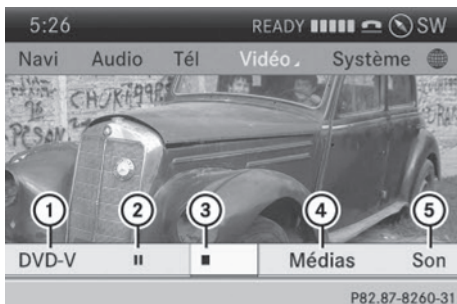 5:26 READY SW
Navi Audio Tél Vidéo Système
CHUK
1 2 3 4 5
DVD-V Médias Son
P82.87-8260-31